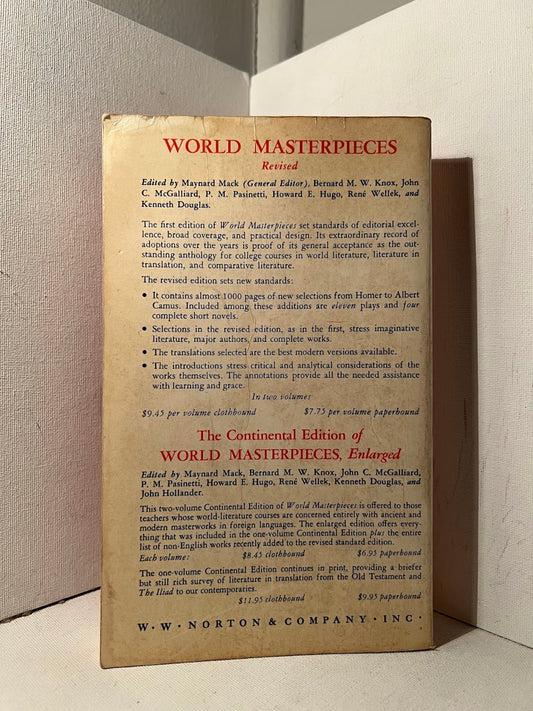 WORLD MASTERPIECES
Revised
Edited by Maynard Mack (General Editor), Bernard M. W. Knox, John
C. McGalliard, P. M. Pasinetti, Howard E. Hugo, René Wellek, and
Kenneth Douglas.
The first edition of World Masterpieces set standards of editorial excel-
lence, broad coverage, and practical design. Its extraordinary record of
adoptions over the years is proof of its general acceptance as the out-
standing anthology for college courses in world literature, literature in
translation, and comparative literature.
The revised edition sets new standards:
• It contains almost 1000 pages of new selections from Homer to Albert
Camus. Included among these additions are eleven plays and four
complete short novels.
• Selections in the revised edition, as in the first, stress imaginative
literature, major authors, and complete works.
• The translations selected are the best modern versions available.
• The introductions stress critical and analytical considerations of the
works themselves. The annotations provide all the needed assistance
with learning and grace.
In two volumes
$9.45 per volume clothbound $7.75 per volume paperbound
The Continental Edition of
WORLD MASTERPIECES, Enlarged
Edited by Maynard Mack, Bernard M. W. Knox, John C. McGalliard,
P. M. Pasinetti, Howard E. Hugo, René Wellek, Kenneth Douglas, and
John Hollander.
This two-volume Continental Edition of World Masterpieces is offered to those
teachers whose world-literature courses are concerned entirely with ancient and
modern masterworks in foreign languages. The enlarged edition offers every-
thing that was included in the one-volume Continental Edition plus the entire
list of non-English works recently added to the revised standard edition.
Each volume: $8.45 clothbound $6.95 paperbound
The one-volume Continental Edition continues in print, providing a briefer
but still rich survey of literature in translation from the Old Testament and
The Iliad to our contemporaries.
$11.95 clothbound $9.95 paperbound
W · W · NORTON & COMPANY · INC ·